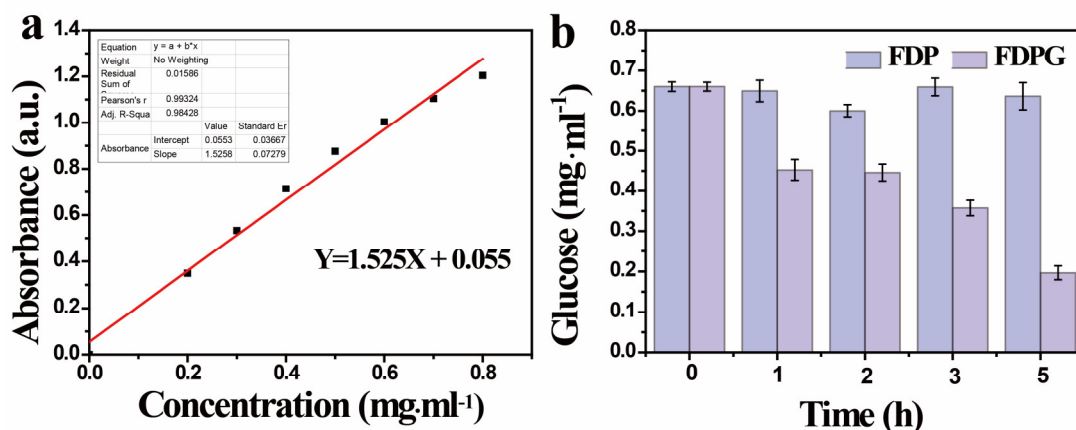 a
1.4
1.2
1.0
0.8
0.6
0.4
0.2
0.0
0.0 0.2 0.4 0.6 0.8
Absorbance (a.u.)
Concentration (mg.ml-1)
Equation y = a + b*x
Weight No Weighting
Residual 0.01586
Sum of
Pearson's r 0.99324
Adj. R-Squa 0.98428
Value Standard Er
Absorbance Intercept 0.0553 0.03667
Slope 1.5258 0.07279
Y=1.525X + 0.055
b
FDP FDPG
0.8
0.7
0.6
0.5
0.4
0.3
0.2
0.1
0.0
0 1 2 3 5
Glucose (mg·ml-1)
Time (h)